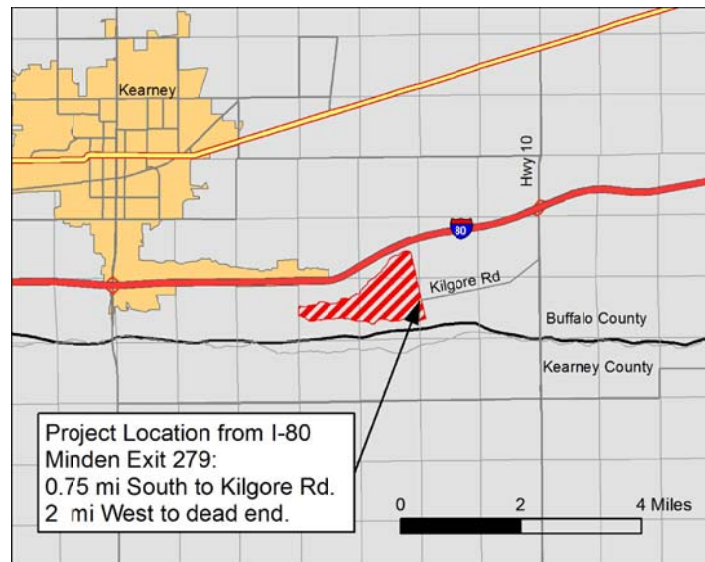 Kearney
Hwy 10
80
Kilgore Rd
Buffalo County
Kearney County
Project Location from I-80
Minden Exit 279:
0.75 mi South to Kilgore Rd.
2 mi West to dead end.
0 2 4 Miles